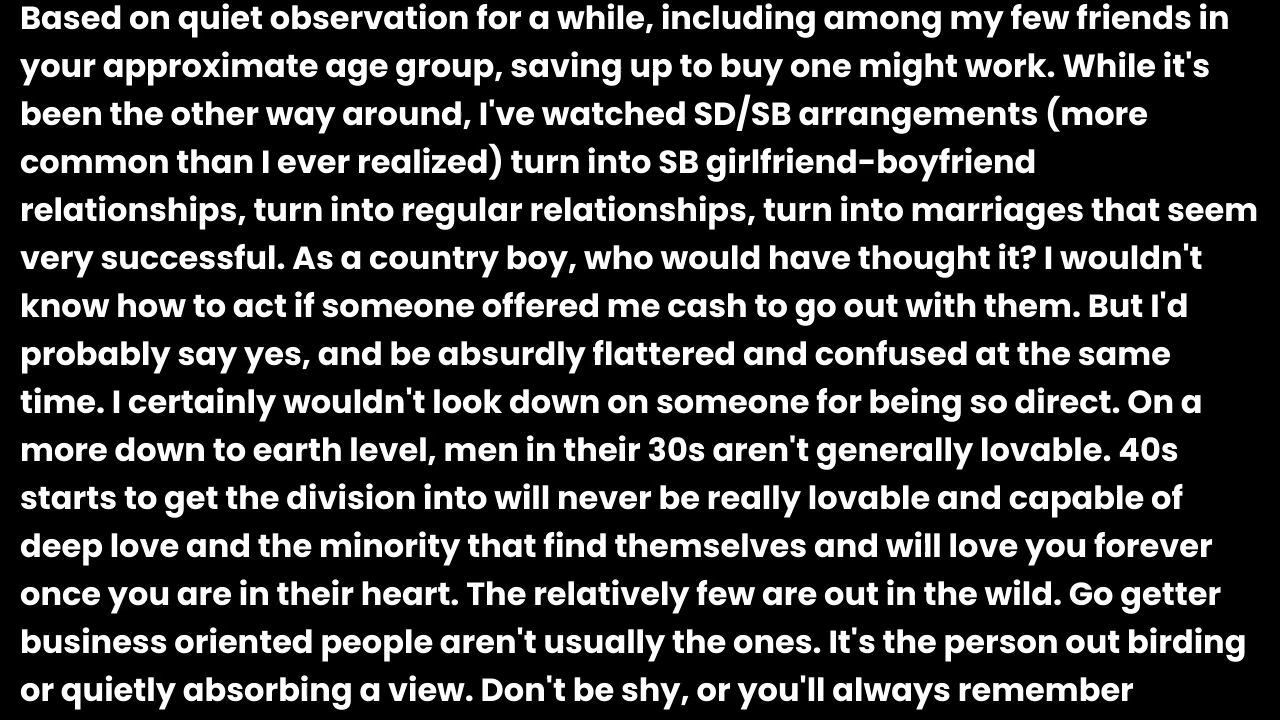 Based on quiet observation for a while, including among my few friends in
your approximate age group, saving up to buy one might work. While it's
been the other way around, I've watched SD/SB arrangements (more
common than I ever realized) turn into SB girlfriend-boyfriend
relationships, turn into regular relationships, turn into marriages that seem
very successful. As a country boy, who would have thought it? I wouldn't
know how to act if someone offered me cash to go out with them. But I'd
probably say yes, and be absurdly flattered and confused at the same
time. I certainly wouldn't look down on someone for being so direct. On a
more down to earth level, men in their 30s aren't generally lovable. 40s
starts to get the division into will never be really lovable and capable of
deep love and the minority that find themselves and will love you forever
once you are in their heart. The relatively few are out in the wild. Go getter
business oriented people aren't usually the ones. It's the person out birding
or quietly absorbing a view. Don't be shy, or you'll always remember